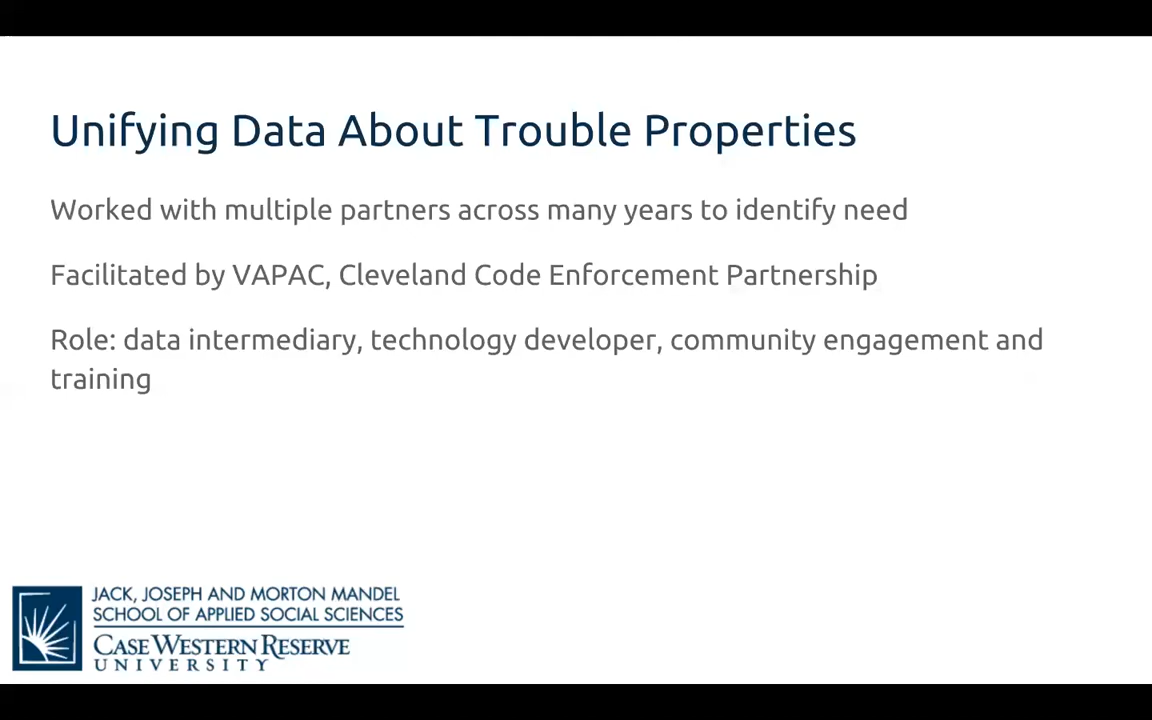 Unifying Data About Trouble Properties
Worked with multiple partners across many years to identify need
Facilitated by VAPAC, Cleveland Code Enforcement Partnership
Role: data intermediary, technology developer, community engagement and
training
JACK, JOSEPH AND MORTON MANDEL
SCHOOL OF APPLIED SOCIAL SCIENCES
CASE WESTERN RESERVE
UNIVERSITY